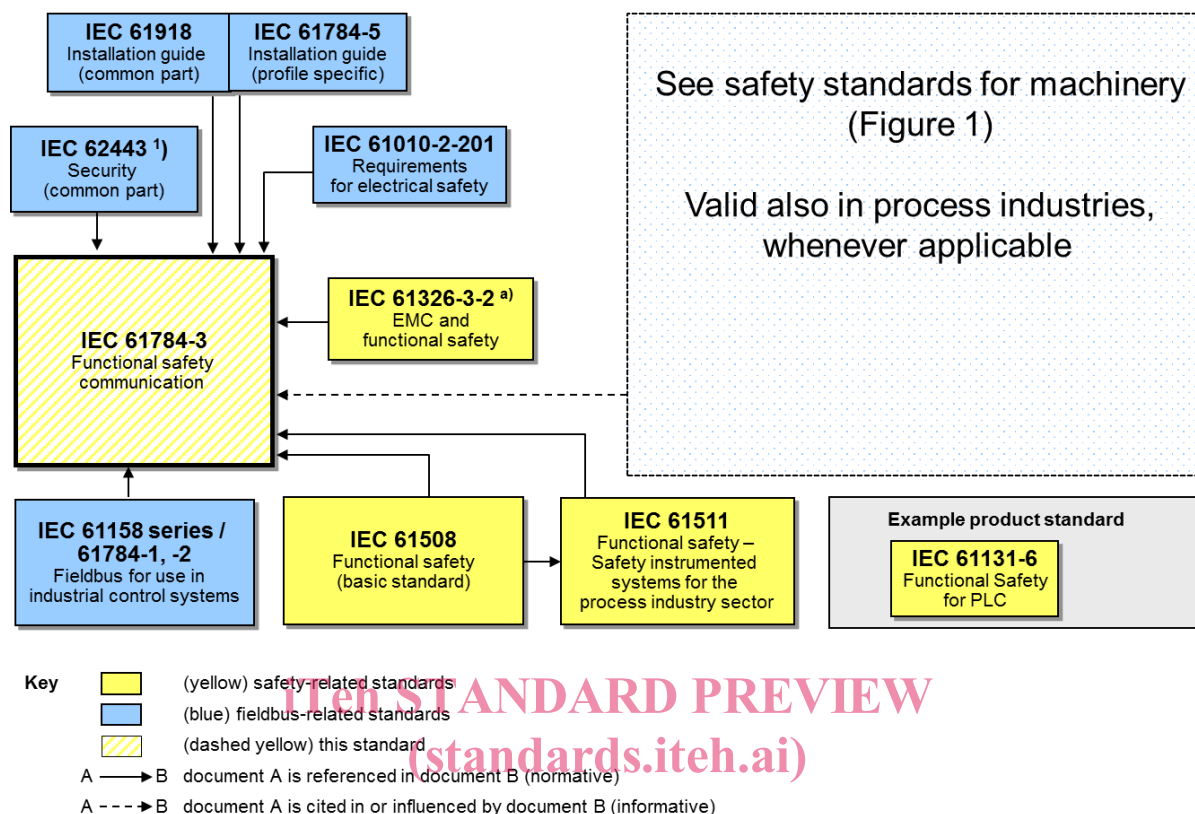 IEC 61918
Installation guide
(common part)
IEC 61784-5
Installation guide
(profile specific)
See safety standards for machinery
(Figure 1)
Valid also in process industries,
whenever applicable
IEC 62443 ¹)
Security
(common part)
IEC 61010-2-201
Requirements
for electrical safety
IEC 61326-3-2 a)
EMC and
functional safety
IEC 61784-3
Functional safety
communication
IEC 61158 series /
61784-1, -2
Fieldbus for use in
industrial control systems
IEC 61508
Functional safety
(basic standard)
IEC 61511
Functional safety –
Safety instrumented
systems for the
process industry sector
Example product standard
IEC 61131-6
Functional Safety
for PLC
Key
(yellow) safety-related standards
(blue) fieldbus-related standards
(dashed yellow) this standard
A B document A is referenced in document B (normative)
A B document A is cited in or influenced by document B (informative)
iTeh STANDARD PREVIEW
(standards.iteh.ai)